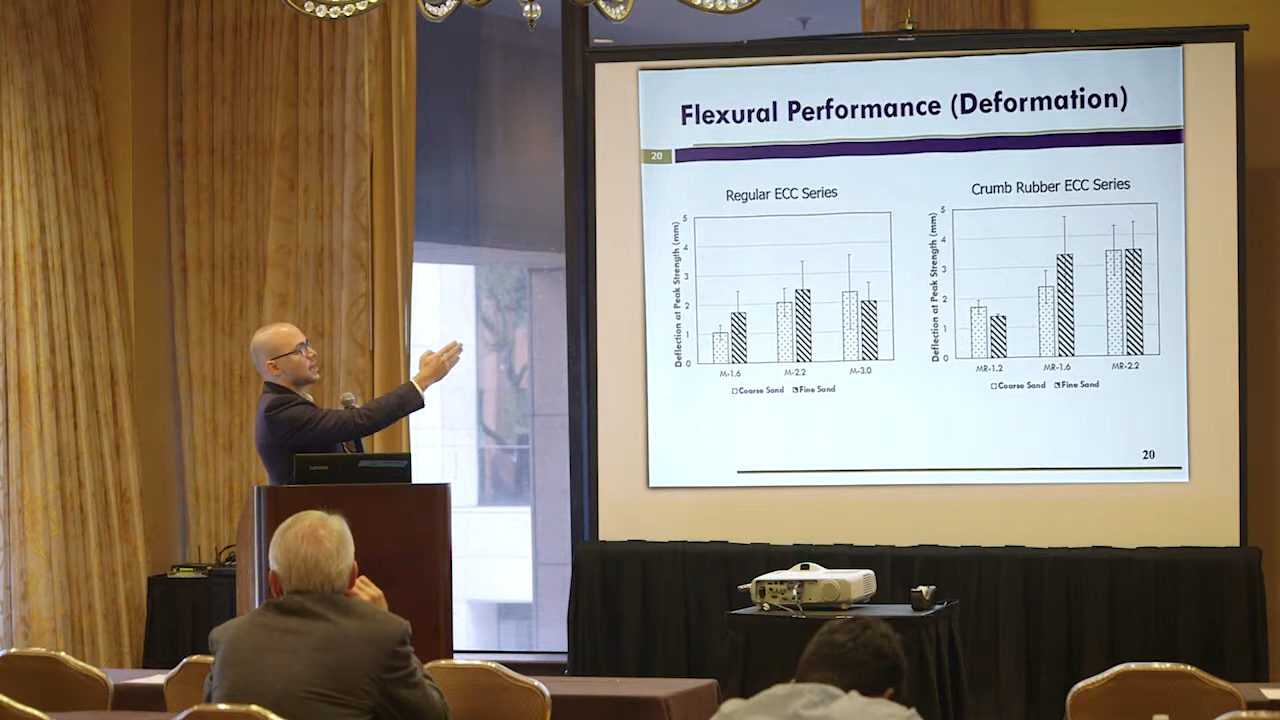 Flexural Performance (Deformation)
20
Regular ECC Series
Deflection at Peak Strength (mm)
5
4
3
2
1
0
M-1.6 M-2.2 M-3.0
Coarse Sand Fine Sand
Crumb Rubber ECC Series
Deflection at Peak Strength (mm)
5
4
3
2
1
0
MR-1.2 MR-1.6 MR-2.2
Coarse Sand Fine Sand
20
Lenovo